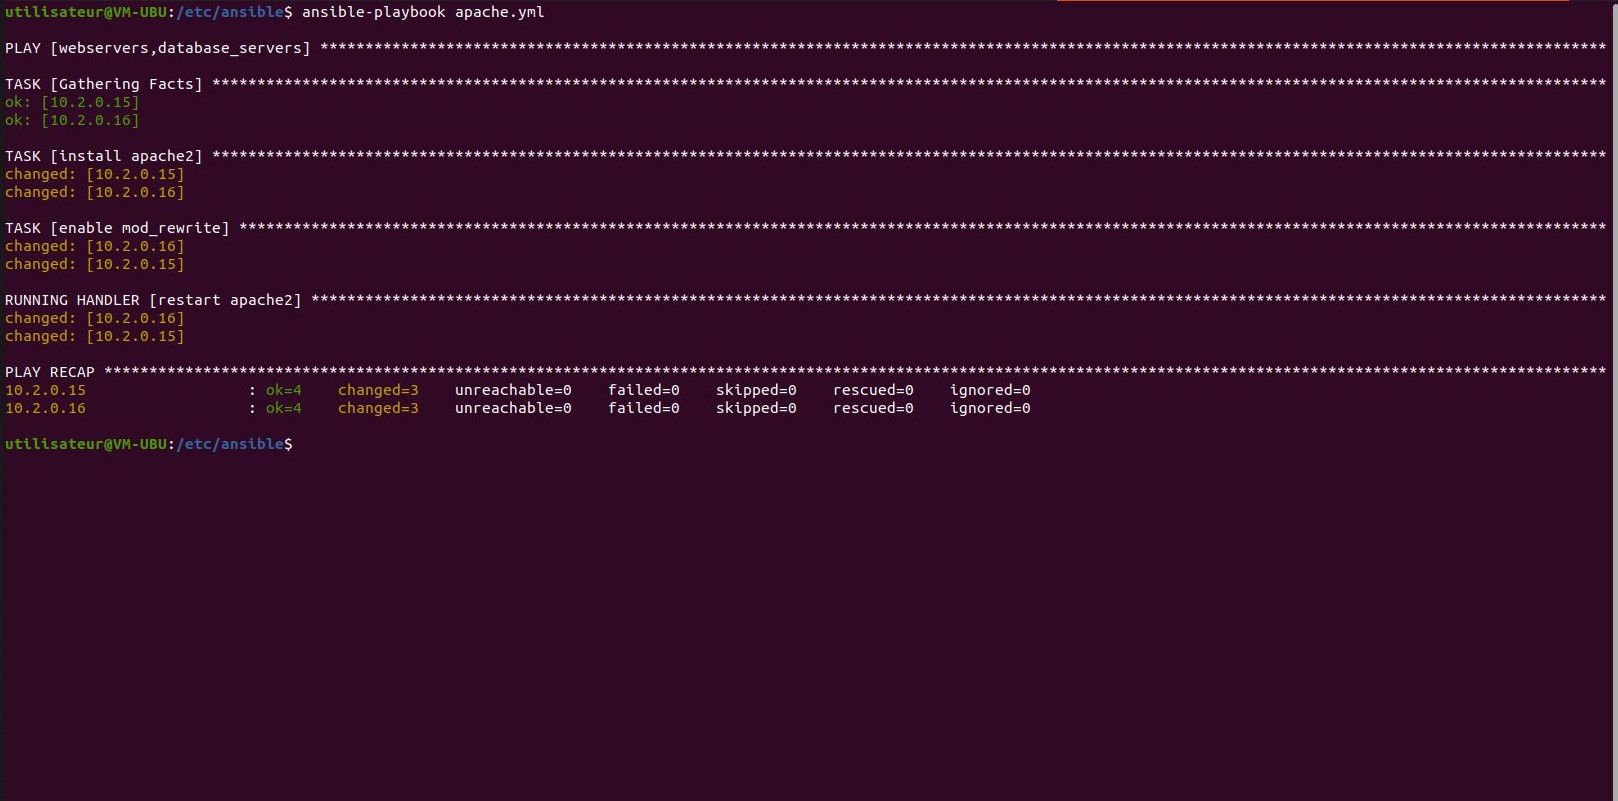 utilisateur@VM-UBU:/etc/ansible$ ansible-playbook apache.yml
PLAY [webservers,database_servers] ***********************************************************************************************************************************************
TASK [Gathering Facts] ***********************************************************************************************************************************************************
ok: [10.2.0.15]
ok: [10.2.0.16]
TASK [install apache2] ***********************************************************************************************************************************************************
changed: [10.2.0.15]
changed: [10.2.0.16]
TASK [enable mod_rewrite] ********************************************************************************************************************************************************
changed: [10.2.0.16]
changed: [10.2.0.15]
RUNNING HANDLER [restart apache2] ************************************************************************************************************************************************
changed: [10.2.0.16]
changed: [10.2.0.15]
PLAY RECAP ***********************************************************************************************************************************************************************
10.2.0.15                  : ok=4    changed=3    unreachable=0    failed=0    skipped=0    rescued=0    ignored=0
10.2.0.16                  : ok=4    changed=3    unreachable=0    failed=0    skipped=0    rescued=0    ignored=0
utilisateur@VM-UBU:/etc/ansible$